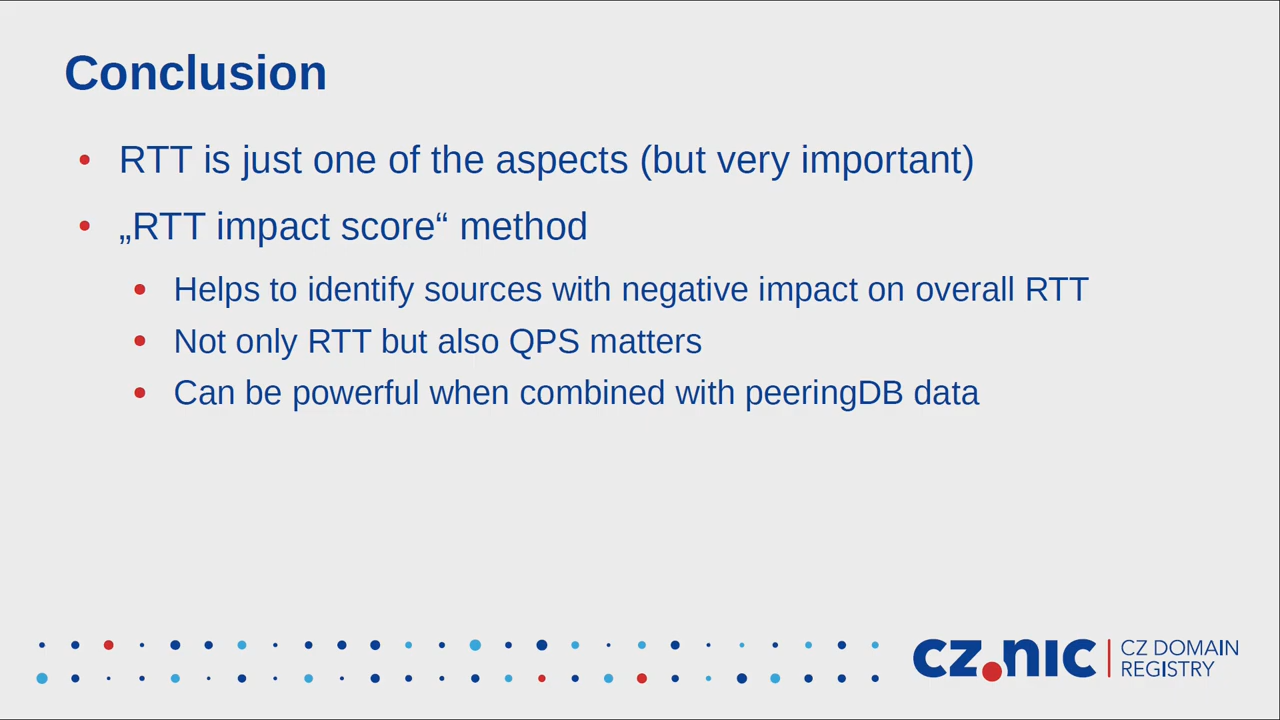 Conclusion
RTT is just one of the aspects (but very important)
„RTT impact score“ method
Helps to identify sources with negative impact on overall RTT
Not only RTT but also QPS matters
Can be powerful when combined with peeringDB data
CZ.NIC
CZ DOMAIN
REGISTRY